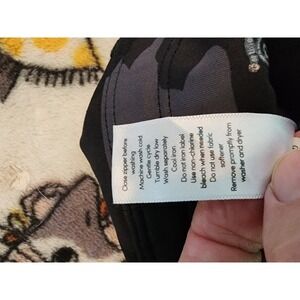 Close zipper before
washing
Machine wash cold
Gentle cycle
Tumble dry low
Wash separately
Cool iron
Do not iron label
Use non-chlorine
bleach when needed
Do not use fabric
softener
Remove promptly from
washer and dryer